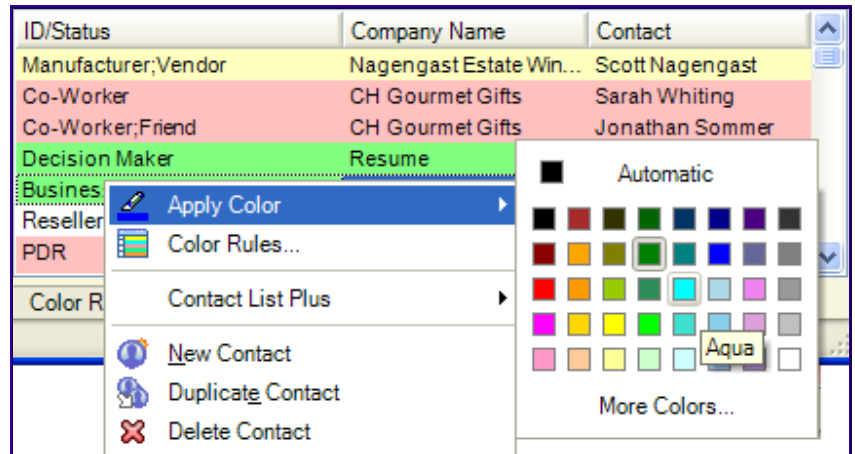 ID/Status Company Name Contact
Manufacturer;Vendor Nagengast Estate Win... Scott Nagengast
Co-Worker CH Gourmet Gifts Sarah Whiting
Co-Worker;Friend CH Gourmet Gifts Jonathan Sommer
Decision Maker Resume
Automatic
Busines
Apply Color
Reseller
Color Rules...
PDR
Color R
Contact List Plus
New Contact
Aqua
Duplicate Contact
More Colors...
Delete Contact